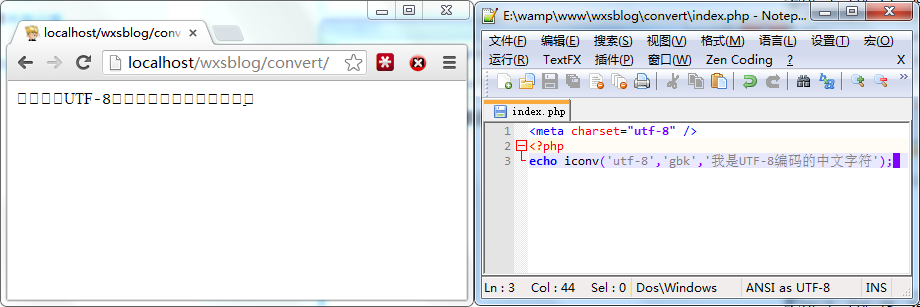 localhost/wxsblog/conv
localhost/wxsblog/convert/
UTF-8
E:\wamp\www\wxsblog\convert\index.php - Notep...
文件(F) 编辑(E) 搜索(S) 视图(V) 格式(M) 语言(L) 设置(T) 宏(O)
运行(R) TextFX 插件(P) 窗口(W) Zen Coding ? X
index.php
1 <meta charset="utf-8" />
2 <?php
3 echo iconv('utf-8','gbk','我是UTF-8编码的中文字符');
Ln : 3 Col : 44 Sel : 0 Dos\Windows ANSI as UTF-8 INS